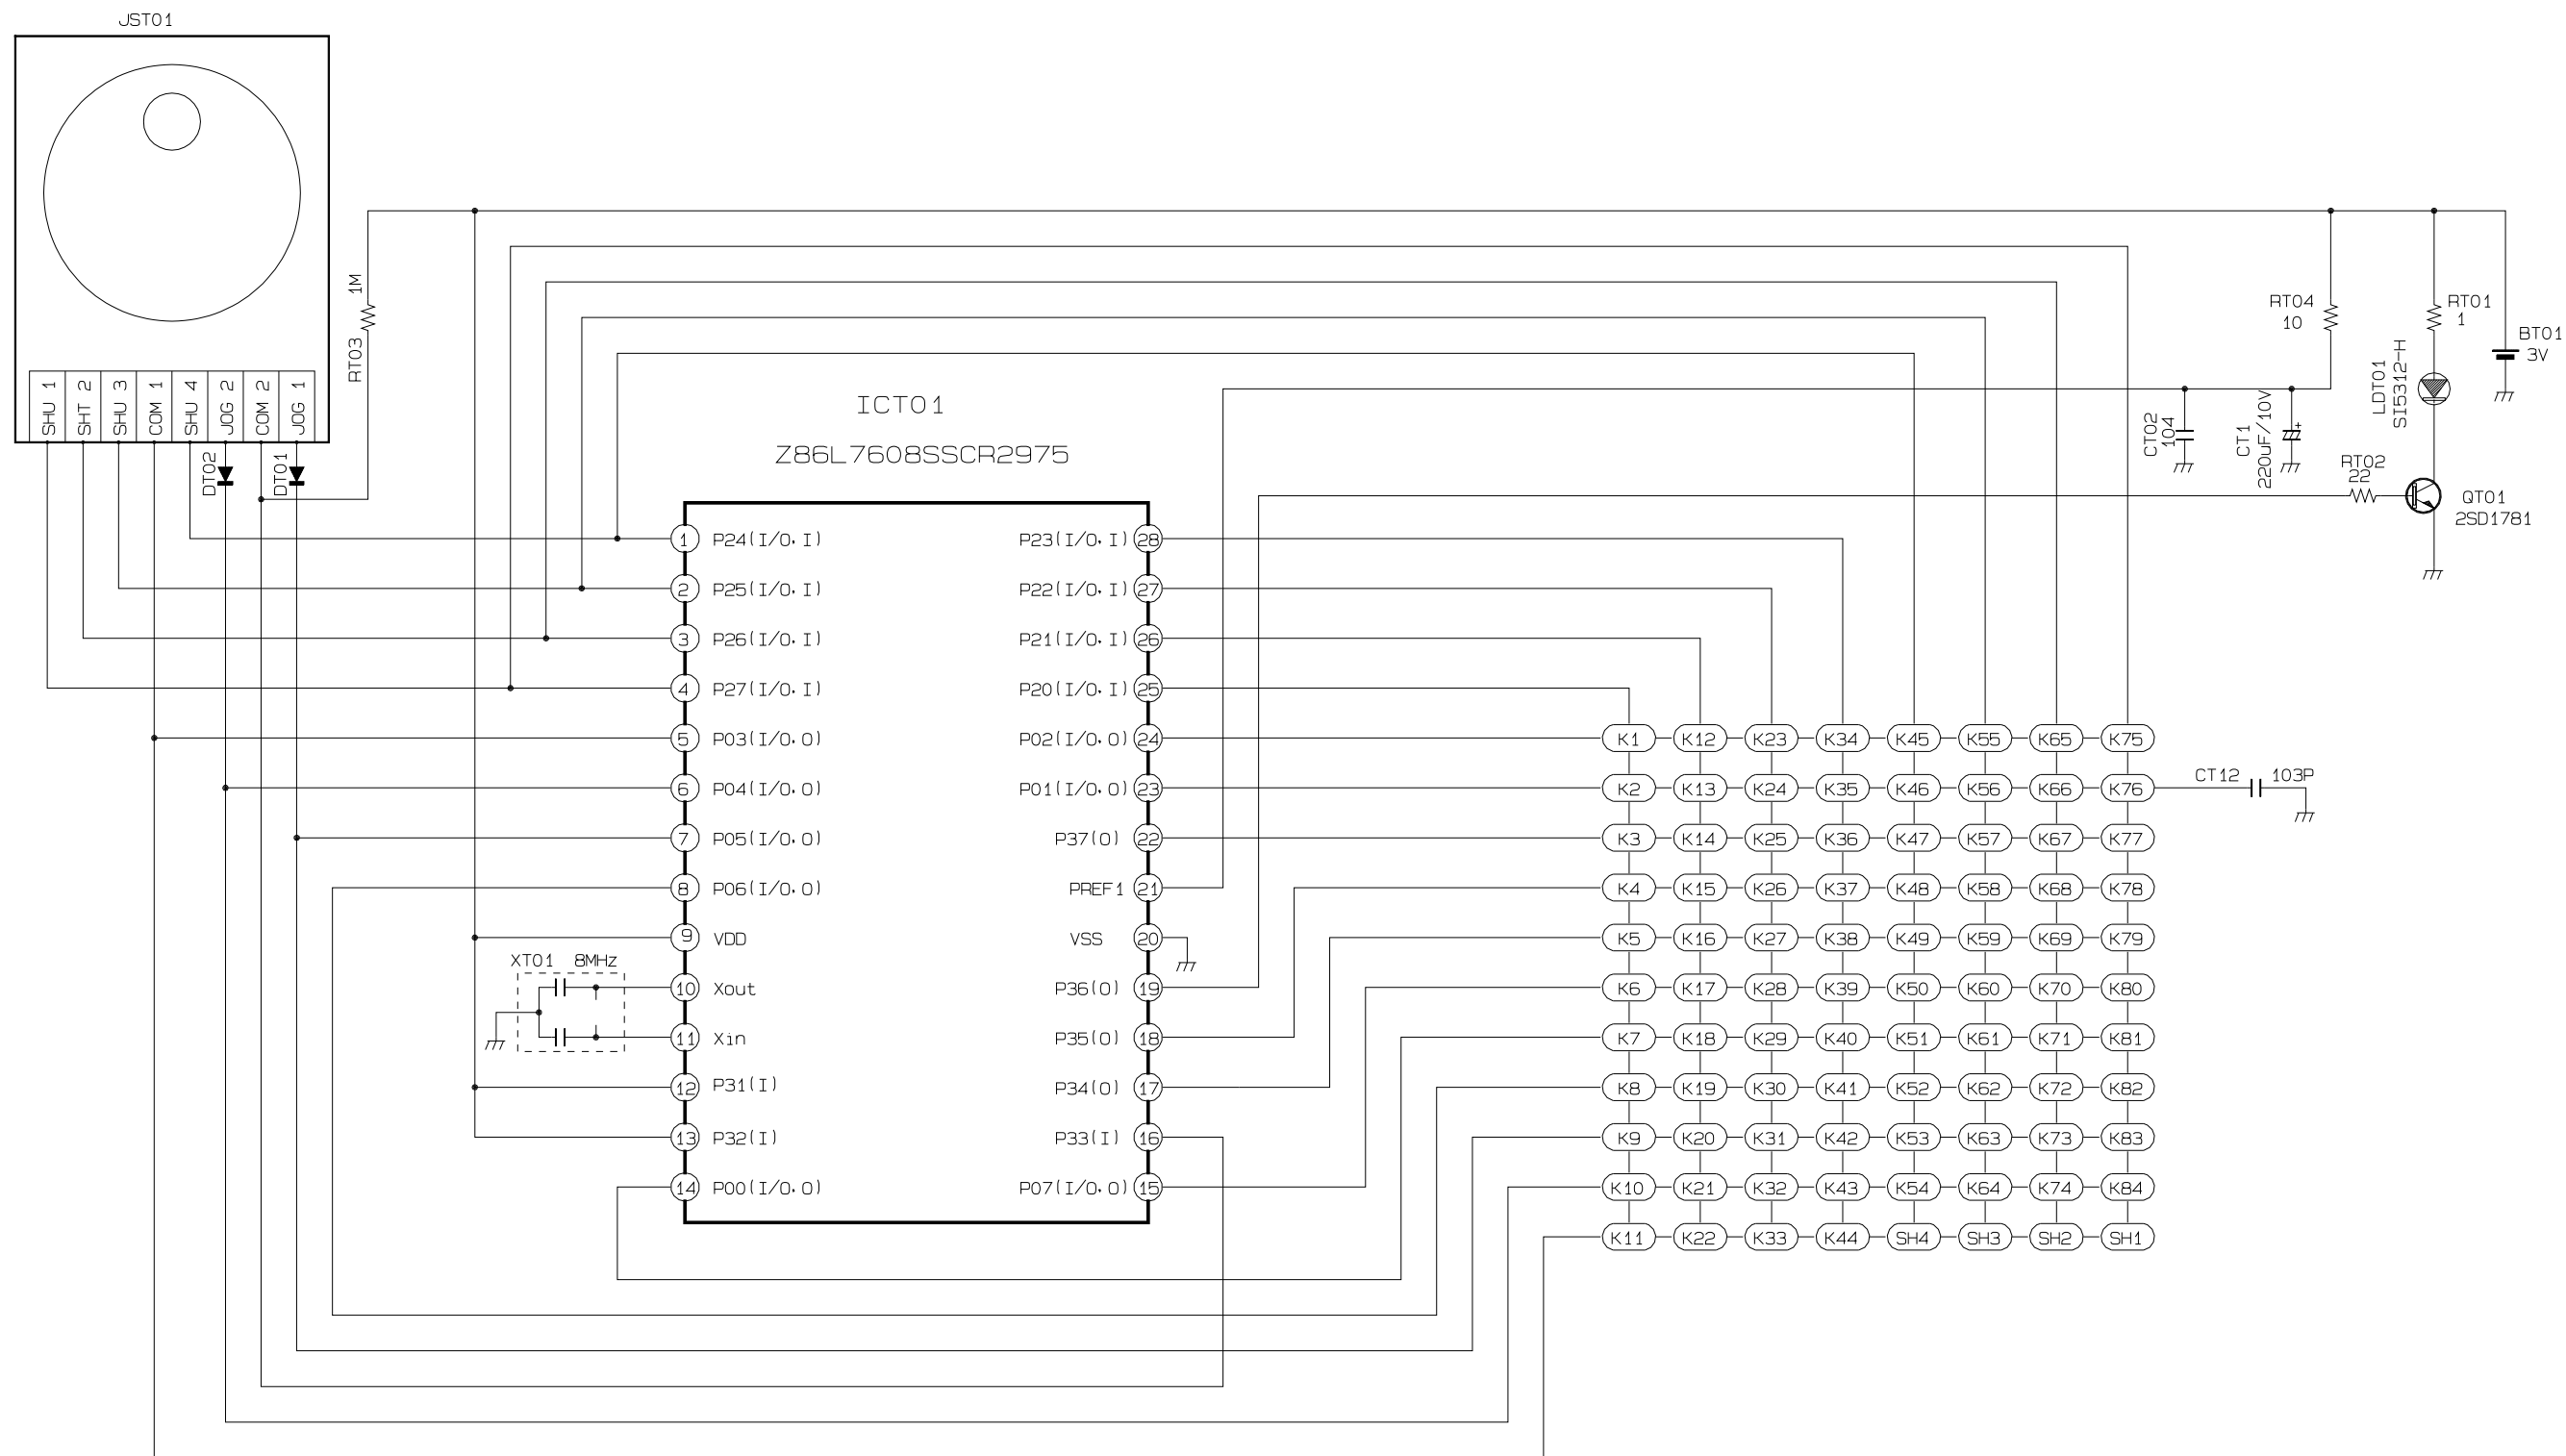 JST01
SHU 1
SHT 2
SHU 3
COM 1
SHU 4
JOG 2
COM 2
JOG 1
DT02
DT01
RT03 1M
RT04
10
RT01
1
BT01
3V
LDT01
SI5312-H
CT02
104
CT1
220uF/10V
+
RT02
22
QT01
2SD1781
ICT01
Z86L7608SSCR2975
1 P24(I/O,I) P23(I/O,I) 28
2 P25(I/O,I) P22(I/O,I) 27
3 P26(I/O,I) P21(I/O,I) 26
4 P27(I/O,I) P20(I/O,I) 25
5 P03(I/O,O) P02(I/O,O) 24
6 P04(I/O,O) P01(I/O,O) 23
7 P05(I/O,O) P37(O) 22
8 P06(I/O,O) PREF1 21
9 VDD VSS 20
10 Xout P36(O) 19
11 Xin P35(O) 18
12 P31(I) P34(O) 17
13 P32(I) P33(I) 16
14 P00(I/O,O) P07(I/O,O) 15
XT01 8MHz
K1 K12 K23 K34 K45 K55 K65 K75
K2 K13 K24 K35 K46 K56 K66 K76
CT12 103P
K3 K14 K25 K36 K47 K57 K67 K77
K4 K15 K26 K37 K48 K58 K68 K78
K5 K16 K27 K38 K49 K59 K69 K79
K6 K17 K28 K39 K50 K60 K70 K80
K7 K18 K29 K40 K51 K61 K71 K81
K8 K19 K30 K41 K52 K62 K72 K82
K9 K20 K31 K42 K53 K63 K73 K83
K10 K21 K32 K43 K54 K64 K74 K84
K11 K22 K33 K44 SH4 SH3 SH2 SH1